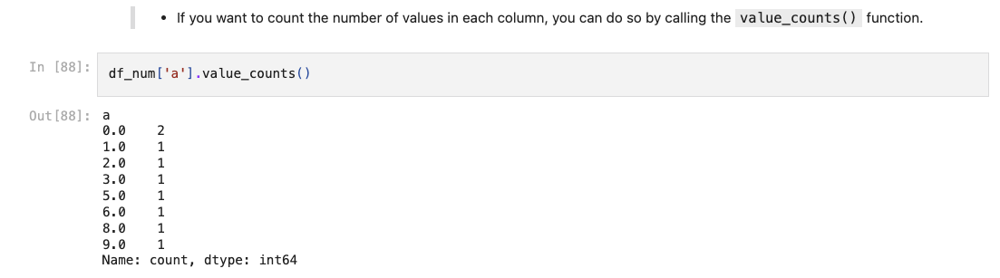 • If you want to count the number of values in each column, you can do so by calling the value_counts() function.
In [88]: df_num['a'].value_counts()
Out[88]: a
0.0    2
1.0    1
2.0    1
3.0    1
5.0    1
6.0    1
8.0    1
9.0    1
Name: count, dtype: int64